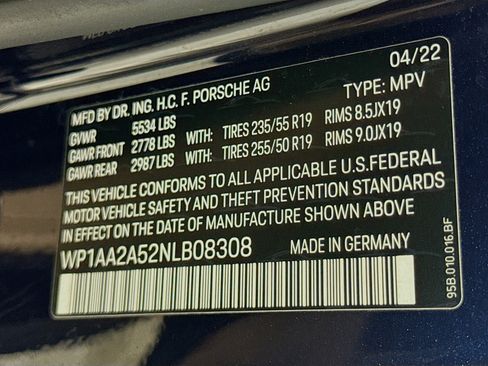 MFD BY DR. ING. H.C. F. PORSCHE AG 04/22
GVWR 5534 LBS TYPE: MPV
GAWR FRONT 2778 LBS WITH: TIRES 235/55 R19 RIMS 8.5JX19
GAWR REAR 2987 LBS WITH: TIRES 255/50 R19 RIMS 9.0JX19
THIS VEHICLE CONFORMS TO ALL APPLICABLE U.S.FEDERAL
MOTOR VEHICLE SAFETY AND THEFT PREVENTION STANDARDS
IN EFFECT ON THE DATE OF MANUFACTURE SHOWN ABOVE
WP1AA2A52NLB08308 MADE IN GERMANY
95B.010.016.BF